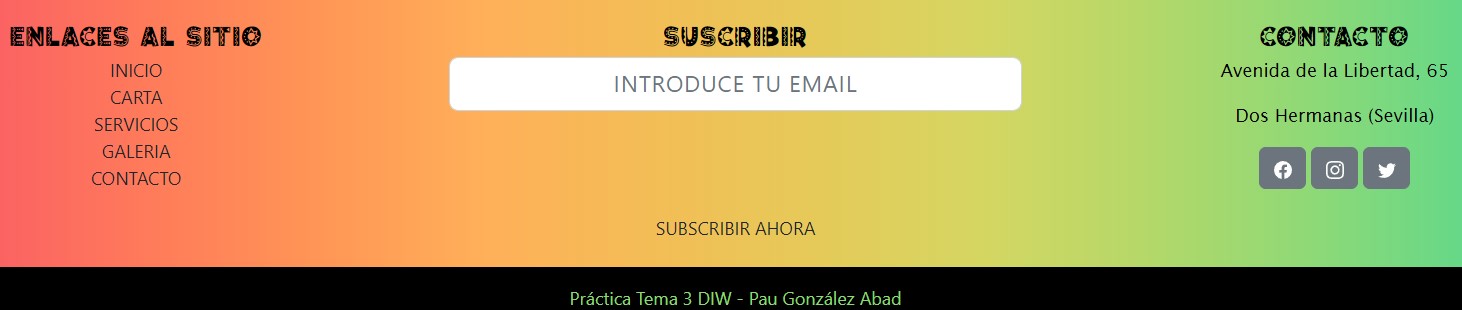 ENLACES AL SITIO
INICIO
CARTA
SERVICIOS
GALERIA
CONTACTO
SUSCRIBIR
INTRODUCE TU EMAIL
SUBSCRIBIR AHORA
CONTACTO
Avenida de la Libertad, 65
Dos Hermanas (Sevilla)
Práctica Tema 3 DIW - Pau González Abad